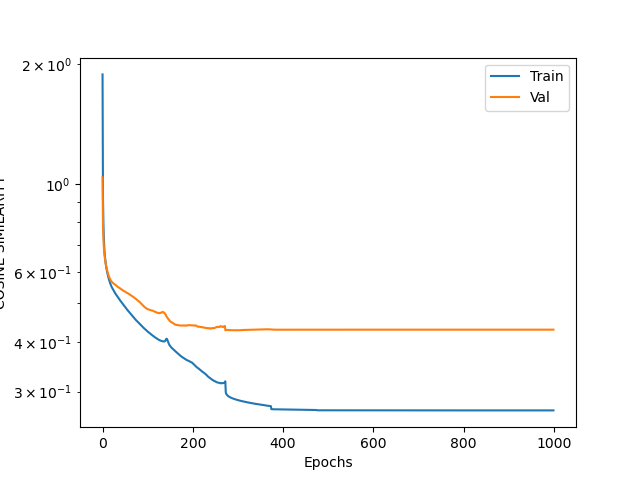 COSINE SIMILARITY
2 × 10⁰
10⁰
6 × 10⁻¹
4 × 10⁻¹
3 × 10⁻¹
0
200
400
600
800
1000
Epochs
Train
Val